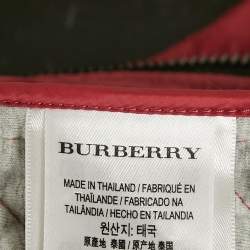 BURBERRY
MADE IN THAILAND / FABRIQUÉ EN
THAÏLANDE / FABRICADO NA
TAILÂNDIA / HECHO EN TAILANDIA
원산지: 태국
原產地 泰國 / 原产地 泰国